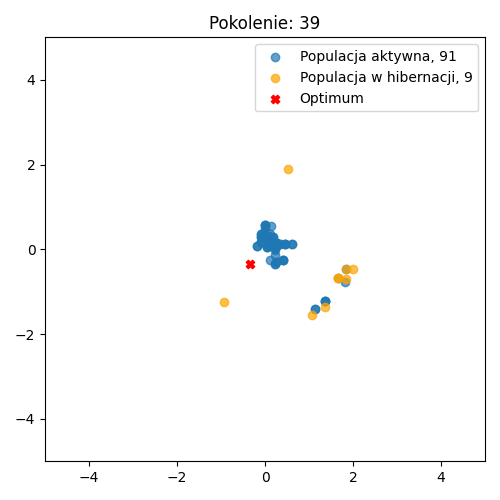 Pokolenie: 39
Populacja aktywna, 91
Populacja w hibernacji, 9
Optimum
4
2
0
−2
−4
−4
−2
0
2
4